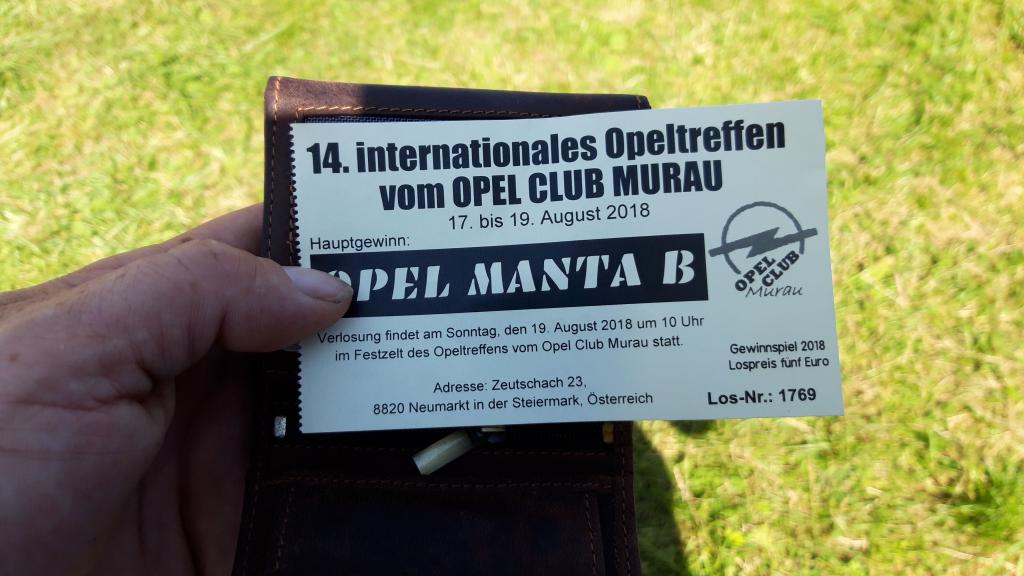 14. internationales Opeltreffen
vom OPEL CLUB MURAU
17. bis 19. August 2018
Hauptgewinn:
OPEL MANTA B
OPEL
CLUB
Murau
Verlosung findet am Sonntag, den 19. August 2018 um 10 Uhr
im Festzelt des Opeltreffens vom Opel Club Murau statt.
Gewinnspiel 2018
Lospreis fünf Euro
Adresse: Zeutschach 23,
8820 Neumarkt in der Steiermark, Österreich
Los-Nr.: 1769